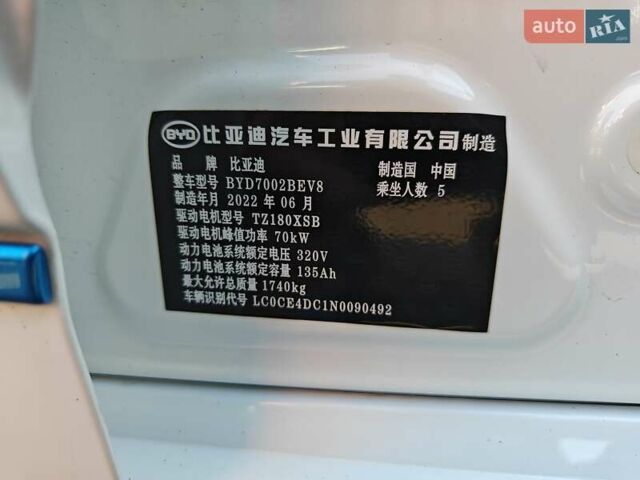 auto RIA.com
BYD 比亚迪汽车工业有限公司 制造
品 牌 比亚迪 制造国 中国
整车型号 BYD7002BEV8 乘坐人数 5
制造年月 2022 年 06 月
驱动电机型号 TZ180XSB
驱动电机峰值功率 70kW
动力电池系统额定电压 320V
动力电池系统额定容量 135Ah
最大允许总质量 1740kg
车辆识别代号 LC0CE4DC1N0090492